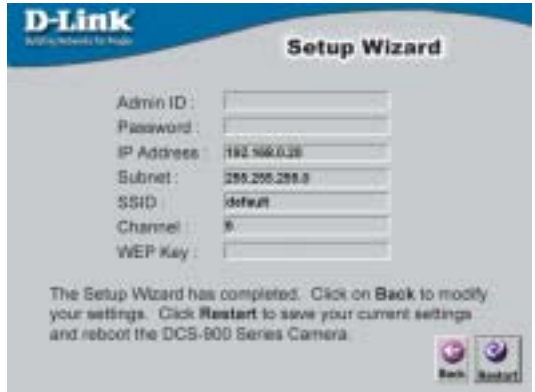 D-Link
Building Networks for People
Setup Wizard
Admin ID :
Password :
IP Address : 192.168.0.20
Subnet : 255.255.255.0
SSID : default
Channel : 6
WEP Key :
The Setup Wizard has completed. Click on Back to modify
your settings. Click Restart to save your current settings
and reboot the DCS-900 Series Camera.
Back Restart